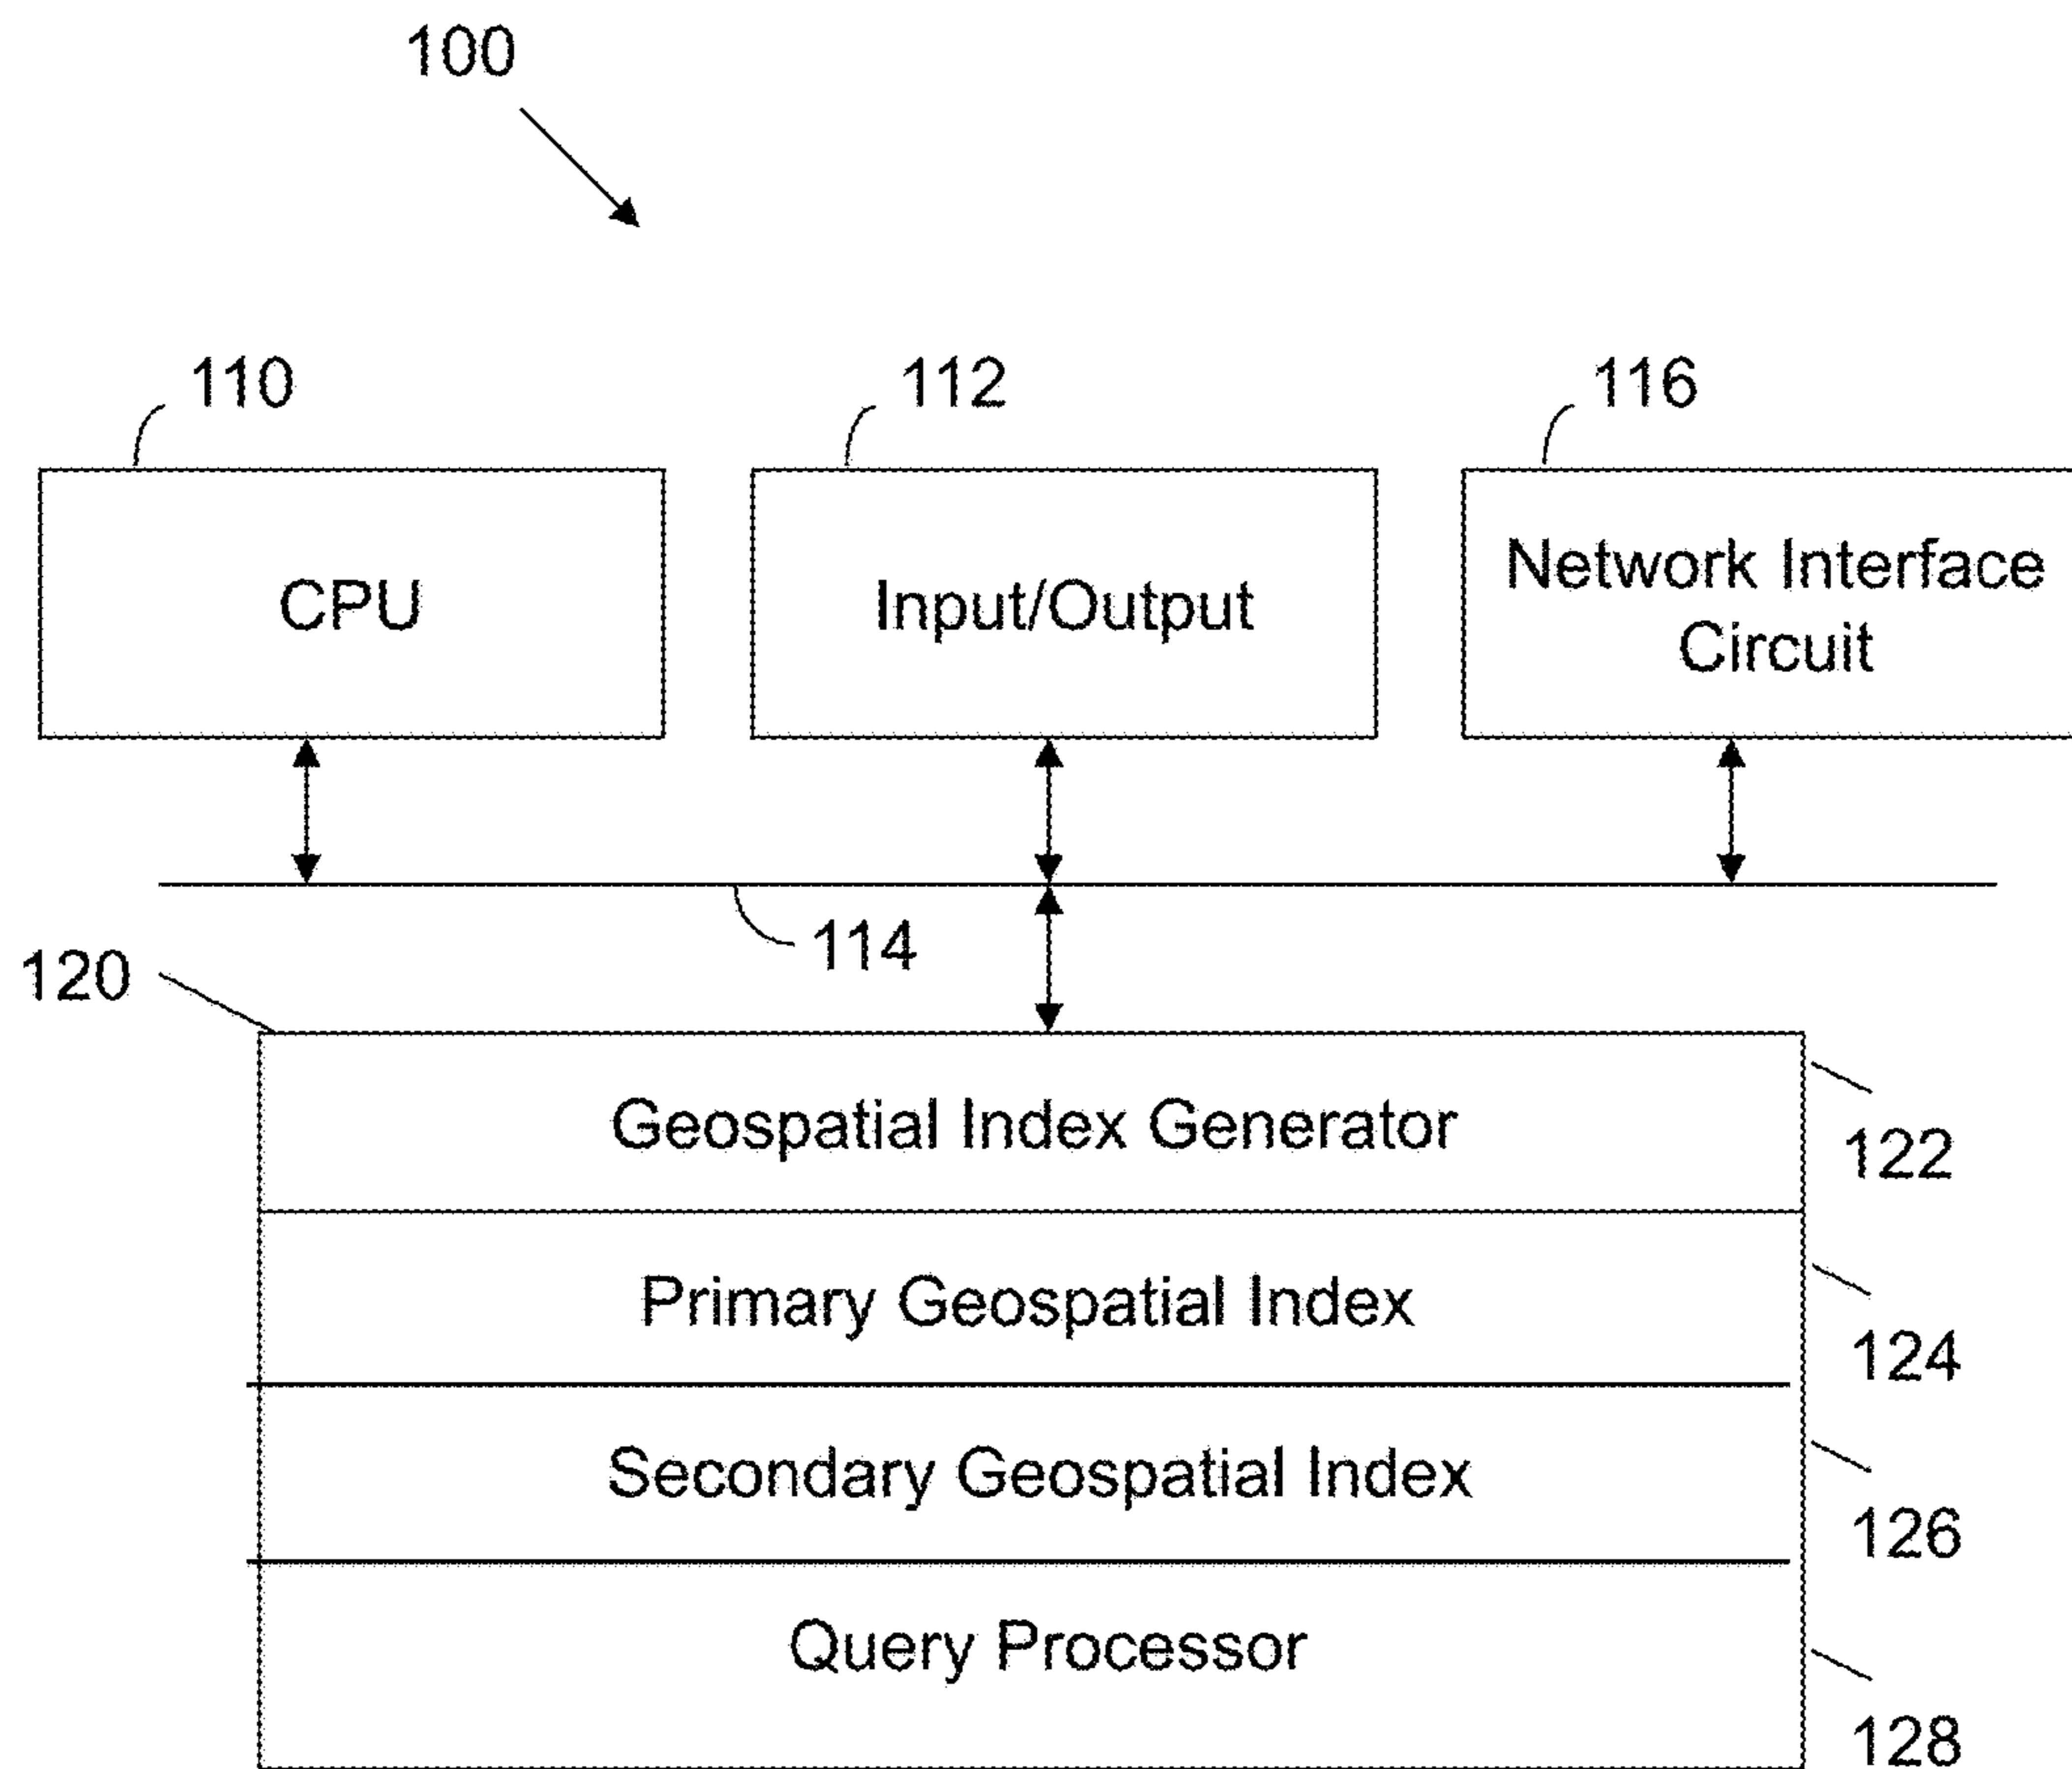 100
110
112
116
CPU
Input/Output
Network Interface
Circuit
114
120
Geospatial Index Generator
122
Primary Geospatial Index
124
Secondary Geospatial Index
126
Query Processor
128